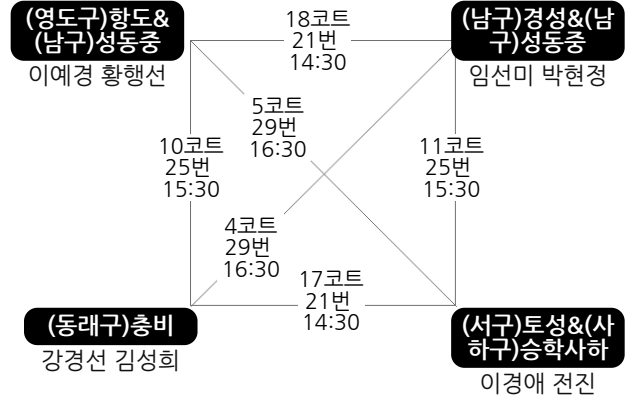 (영도구)항도&
(남구)성동중
이예경 황행선
18코트
21번
14:30
(남구)경성&(남
구)성동중
임선미 박현정
5코트
29번
16:30
10코트
25번
15:30
11코트
25번
15:30
4코트
29번
16:30
17코트
21번
14:30
(동래구)충비
강경선 김성희
(서구)토성&(사
하구)승학사하
이경애 전진